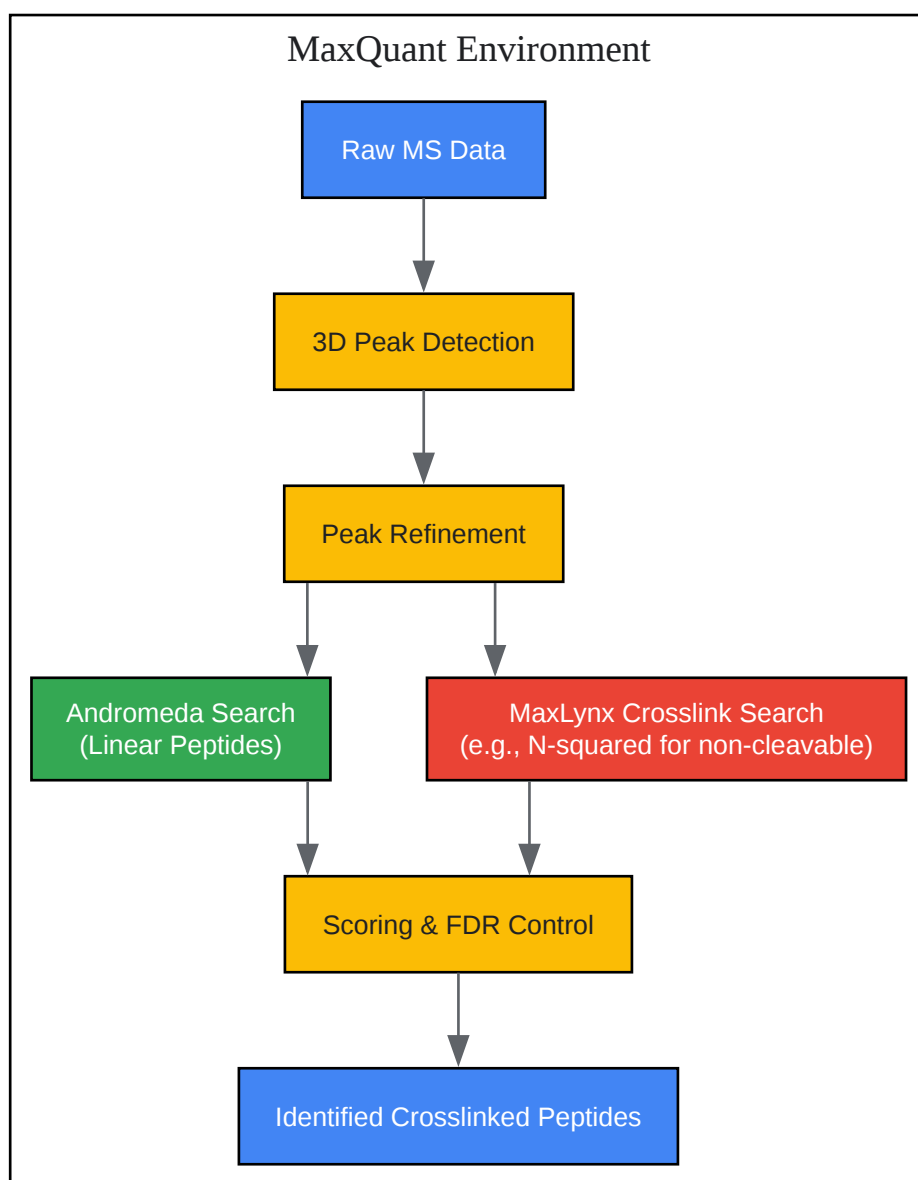 MaxQuant Environment
Raw MS Data
3D Peak Detection
Peak Refinement
Andromeda Search
(Linear Peptides)
MaxLynx Crosslink Search
(e.g., N-squared for non-cleavable)
Scoring & FDR Control
Identified Crosslinked Peptides